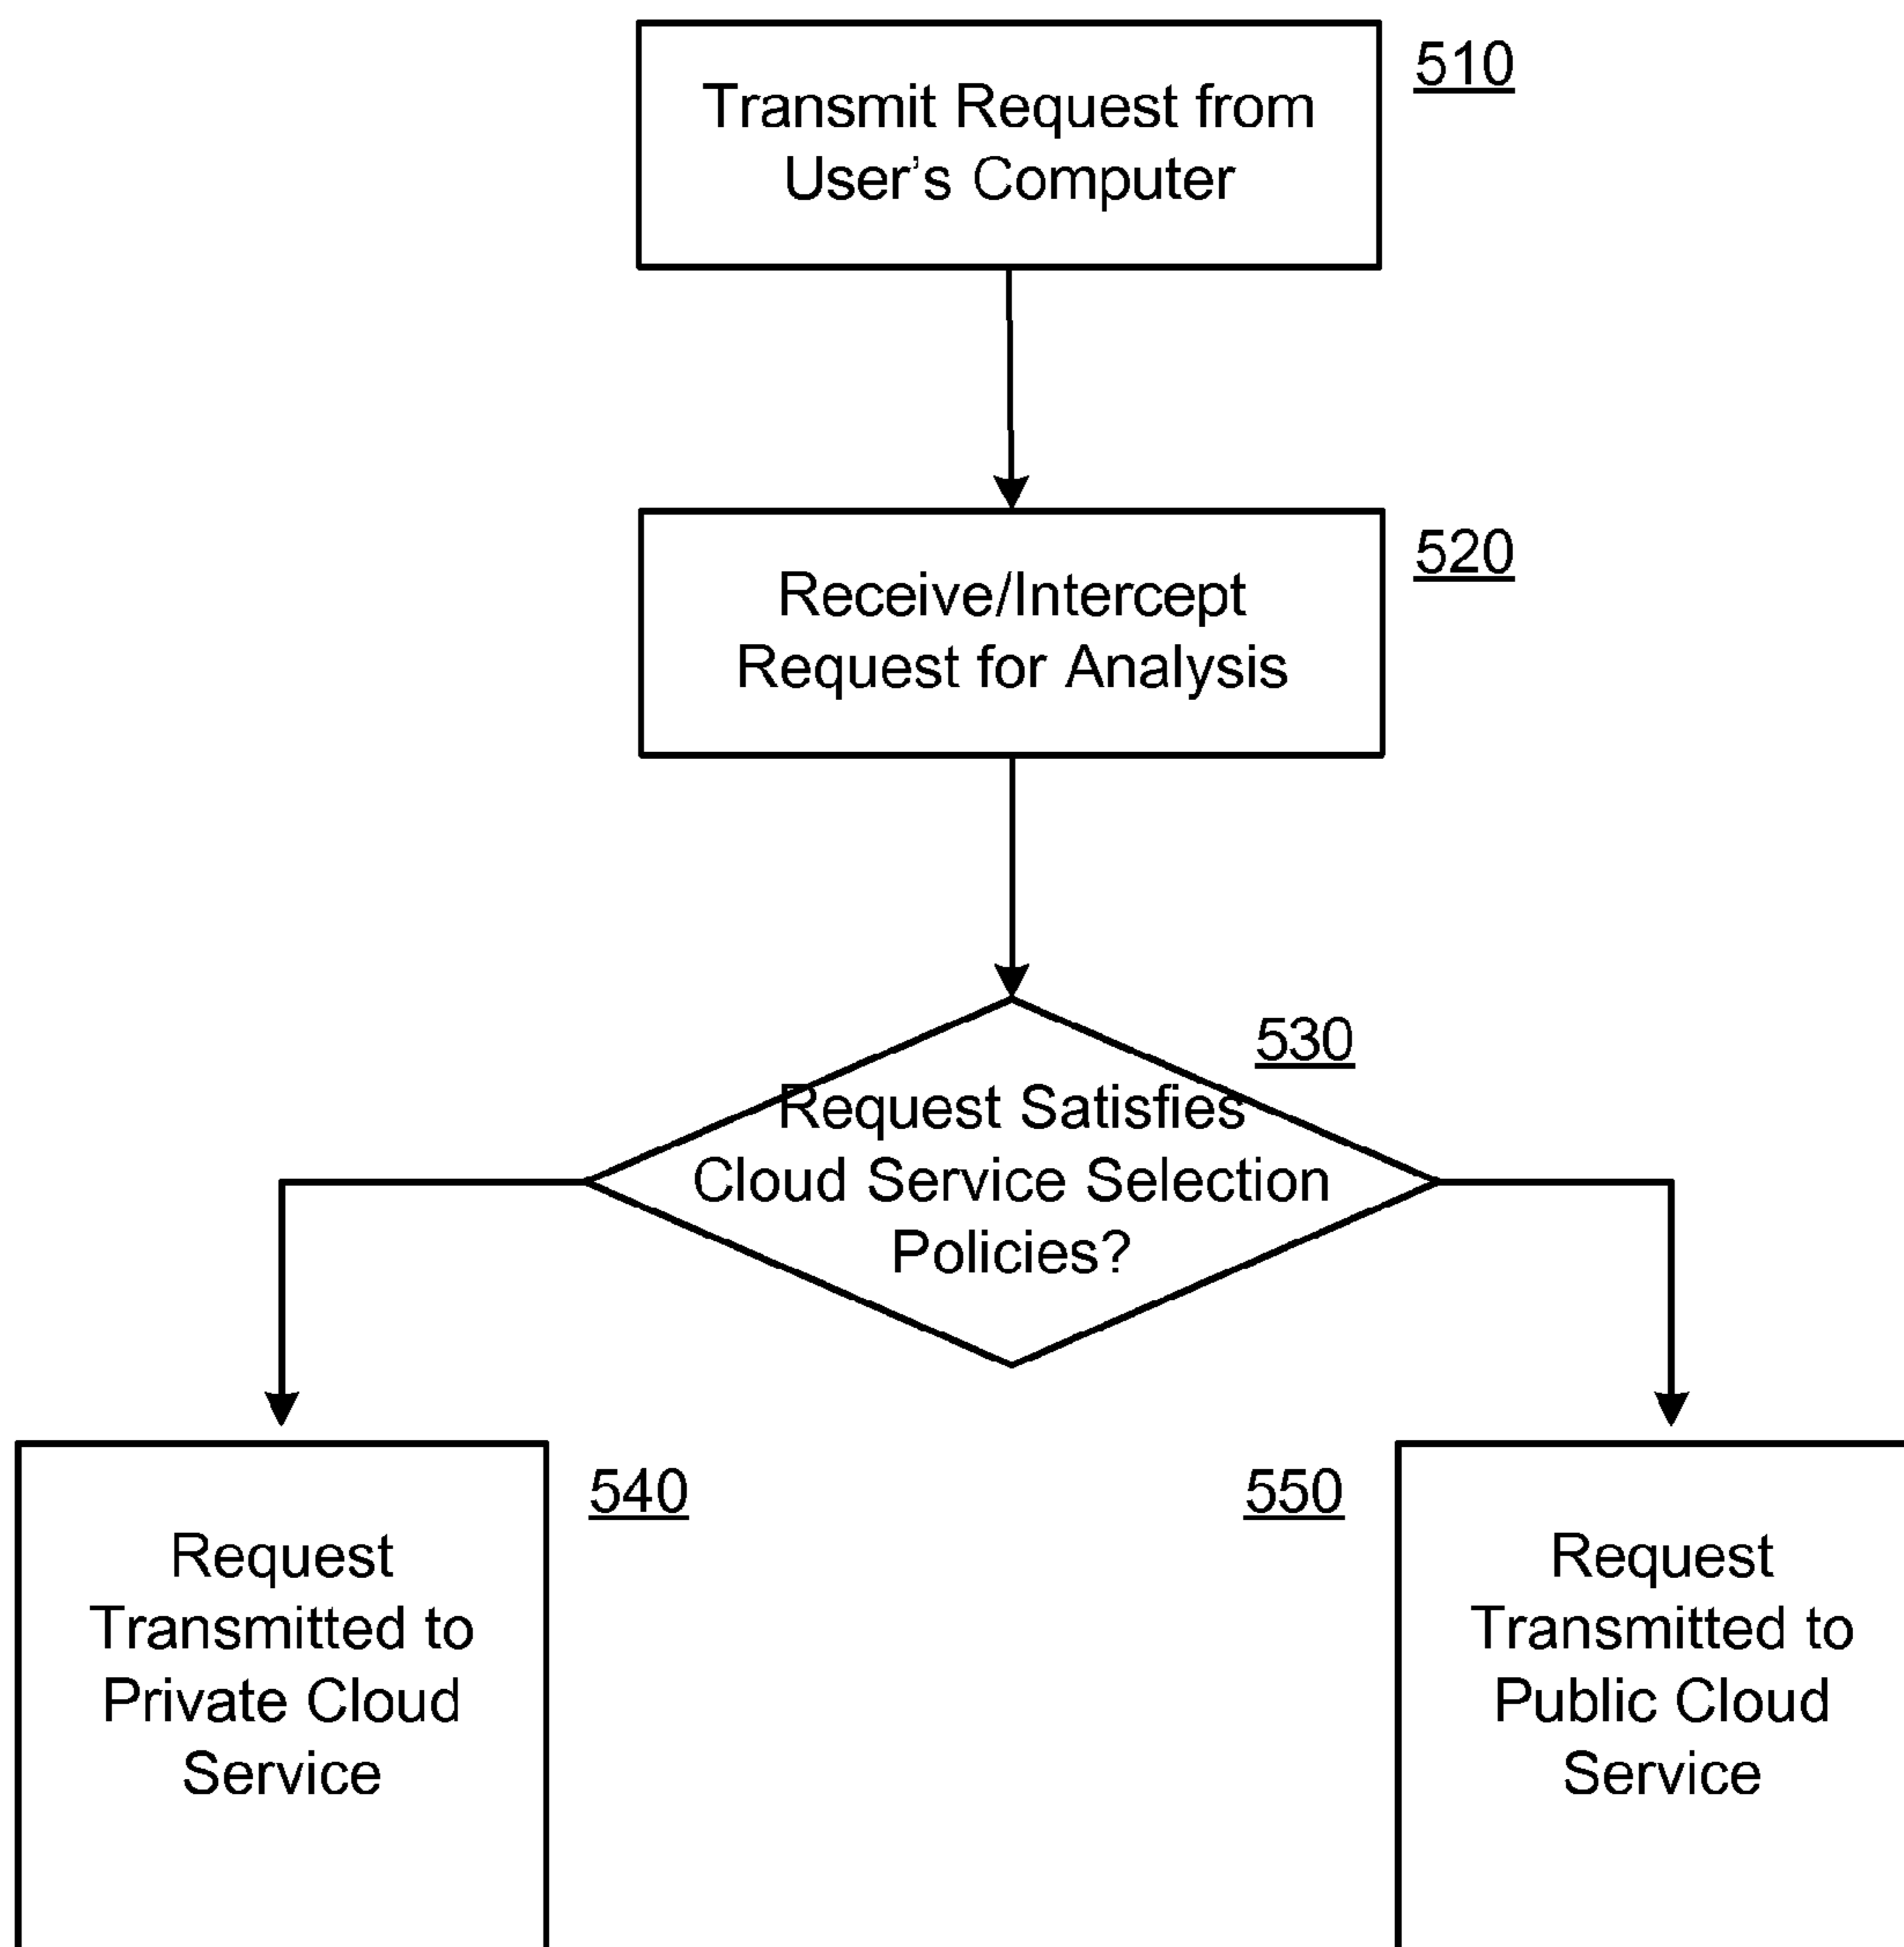 510
Transmit Request from
User's Computer
520
Receive/Intercept
Request for Analysis
530
Request Satisfies
Cloud Service Selection
Policies?
540
Request
Transmitted to
Private Cloud
Service
550
Request
Transmitted to
Public Cloud
Service